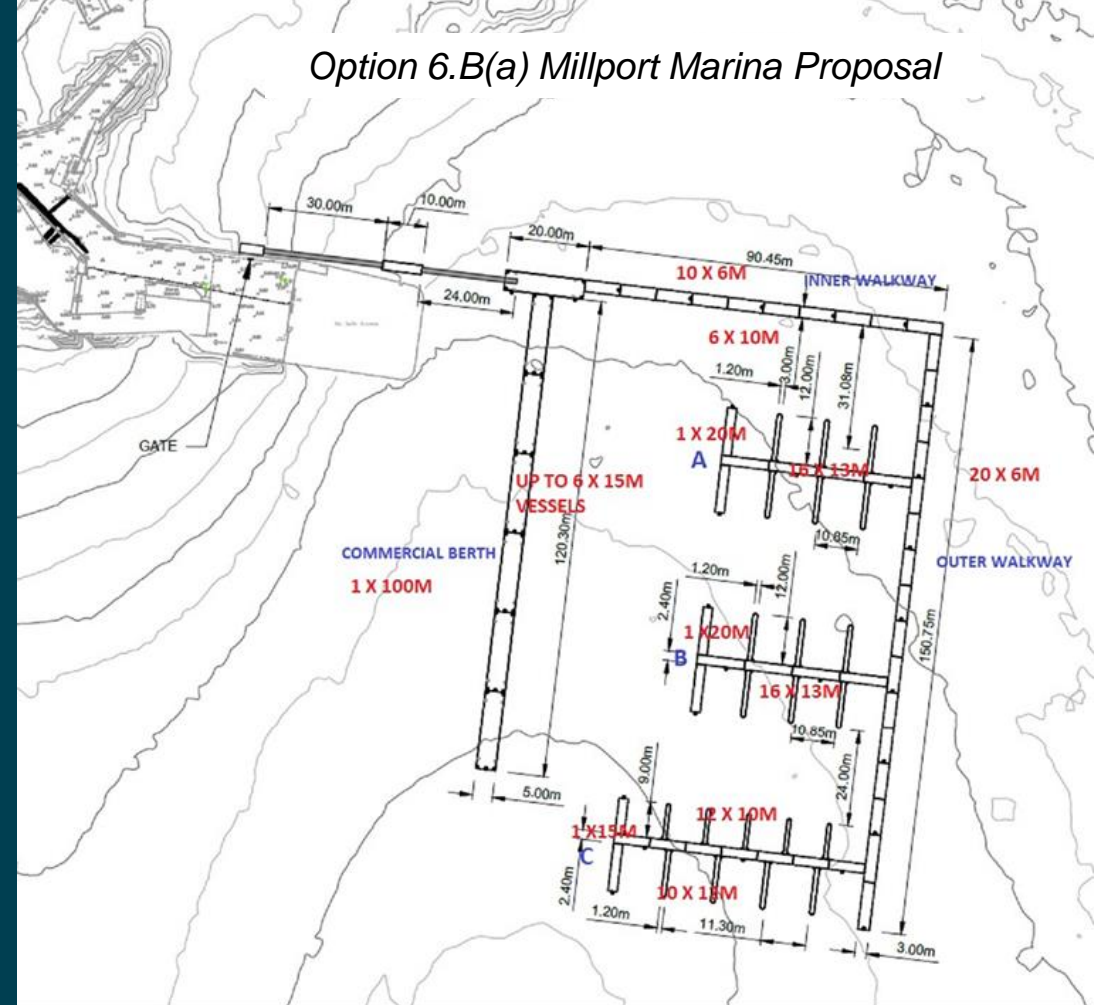 Option 6.B(a) Millport Marina Proposal
30.00m
10.00m
20.00m
90.45m
10 X 6M
INNER WALKWAY
24.00m
6 X 10M
1.20m
3.00m
12.00m
31.08m
GATE
1 X 20M
A
16 X 13M
20 X 6M
UP TO 6 X 15M
VESSELS
10.85m
COMMERCIAL BERTH
1 X 100M
120.30m
OUTER WALKWAY
1.20m
12.00m
2.40m
1 X20M
B
16 X 13M
150.75m
10.85m
24.00m
5.00m
9.00m
12 X 10M
1 X15M
C
2.40m
1.20m
11.30m
3.00m